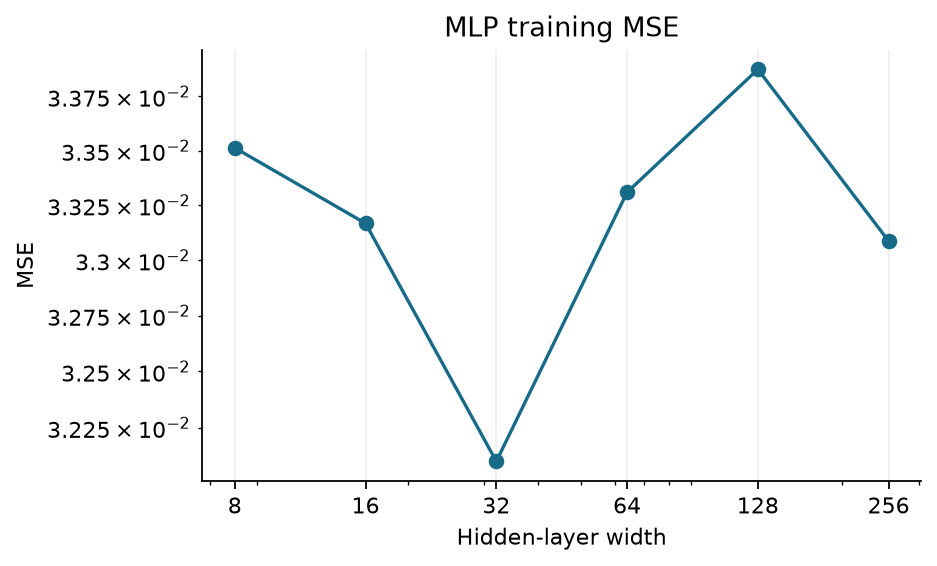 MLP training MSE
3.375 × 10⁻²
3.35 × 10⁻²
3.325 × 10⁻²
3.3 × 10⁻²
3.275 × 10⁻²
3.25 × 10⁻²
3.225 × 10⁻²
MSE
8 16 32 64 128 256
Hidden-layer width